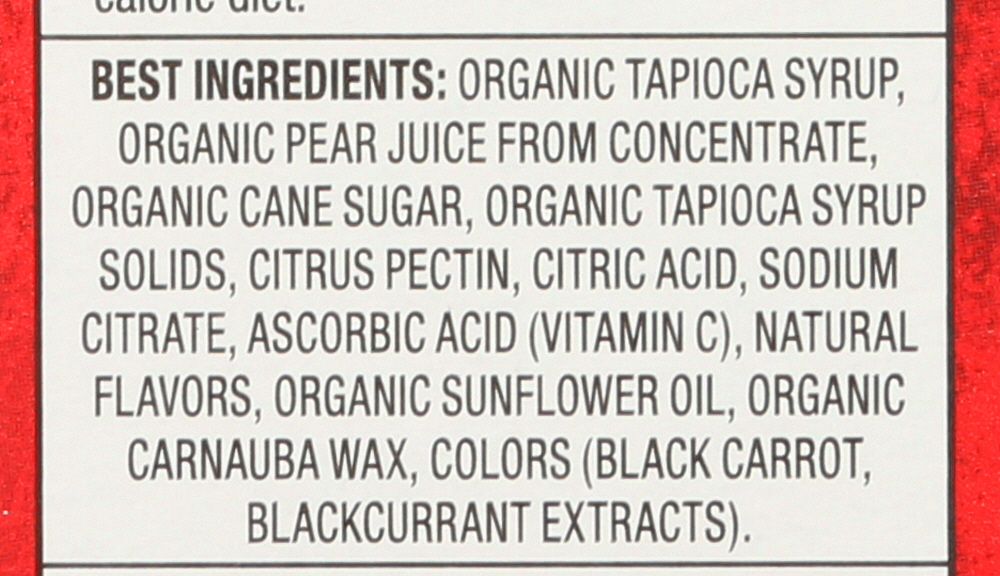 calorie diet.
BEST INGREDIENTS: ORGANIC TAPIOCA SYRUP,
ORGANIC PEAR JUICE FROM CONCENTRATE,
ORGANIC CANE SUGAR, ORGANIC TAPIOCA SYRUP
SOLIDS, CITRUS PECTIN, CITRIC ACID, SODIUM
CITRATE, ASCORBIC ACID (VITAMIN C), NATURAL
FLAVORS, ORGANIC SUNFLOWER OIL, ORGANIC
CARNAUBA WAX, COLORS (BLACK CARROT,
BLACKCURRANT EXTRACTS).